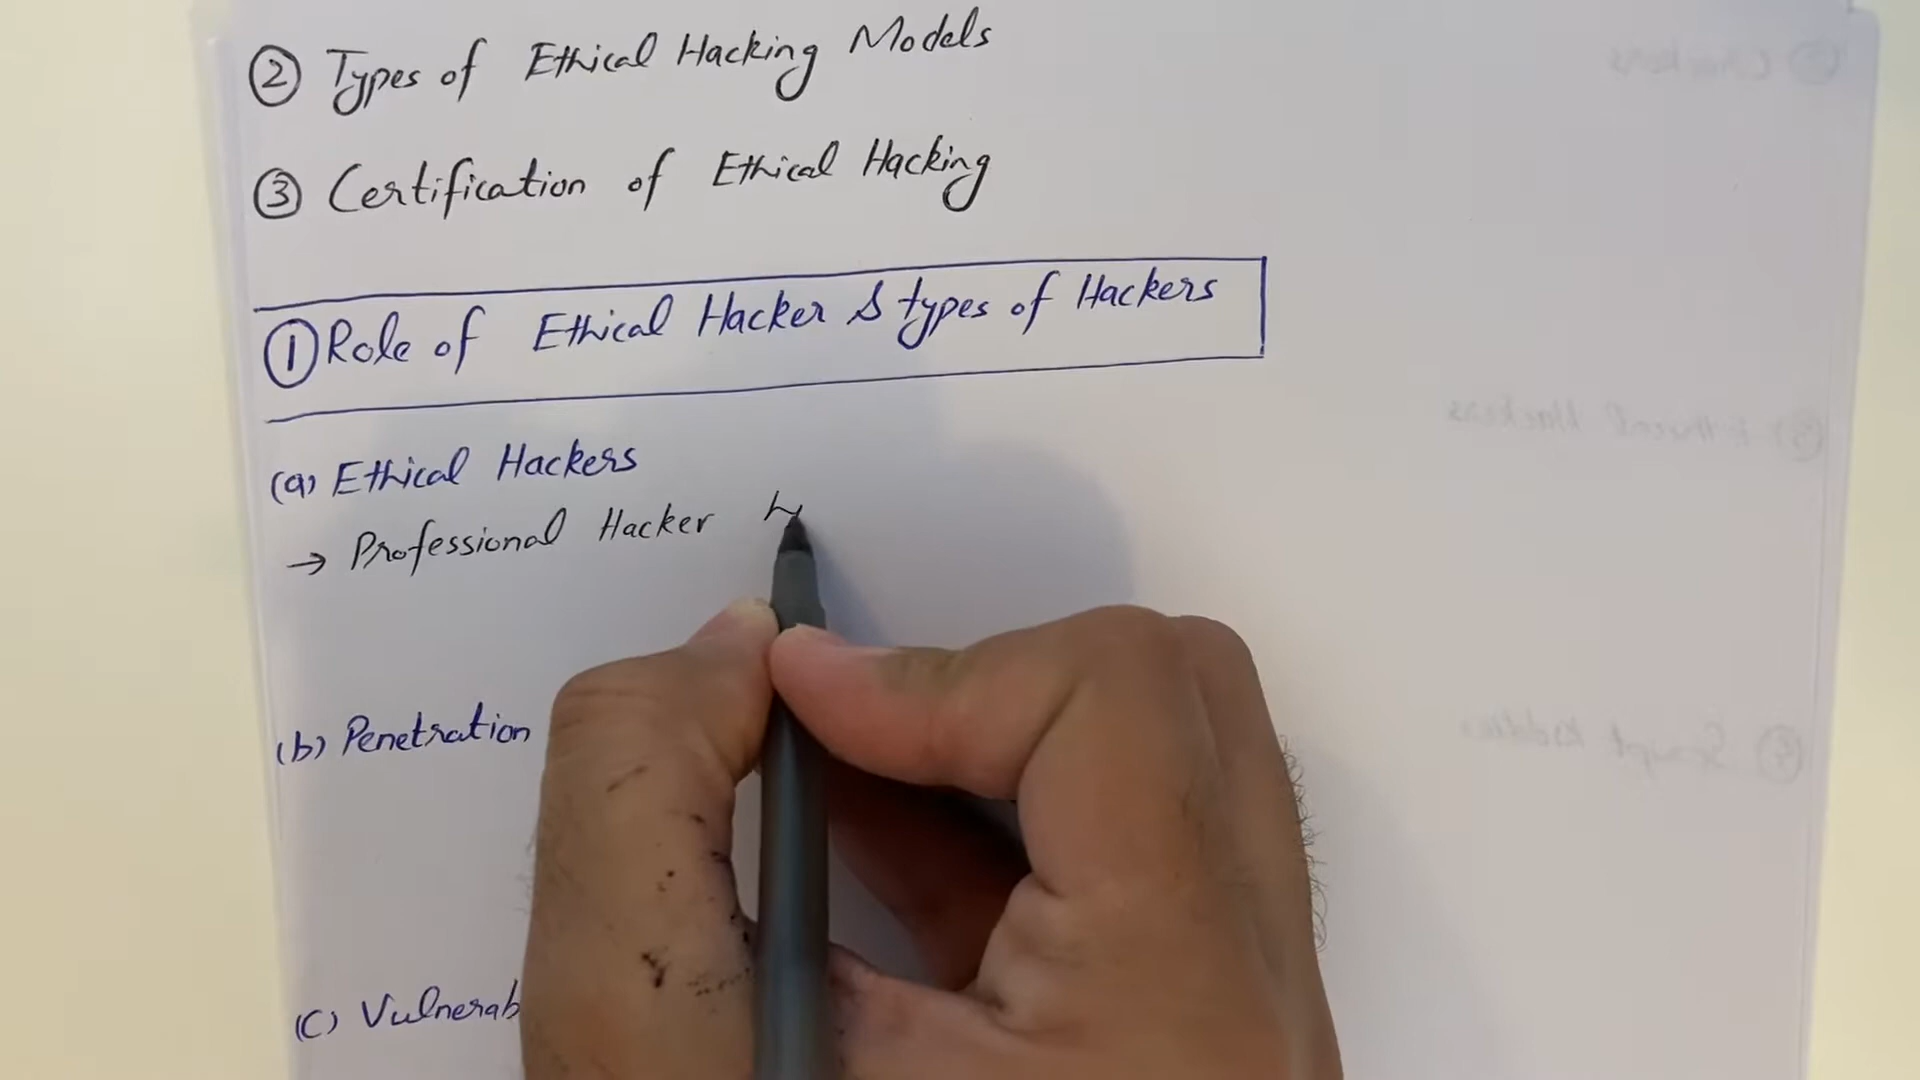 ② Types of Ethical Hacking Models
③ Certification of Ethical Hacking
① Role of Ethical Hacker & types of Hackers
(a) Ethical Hackers
→ Professional Hacker
(b) Penetration
(c) Vulnerab